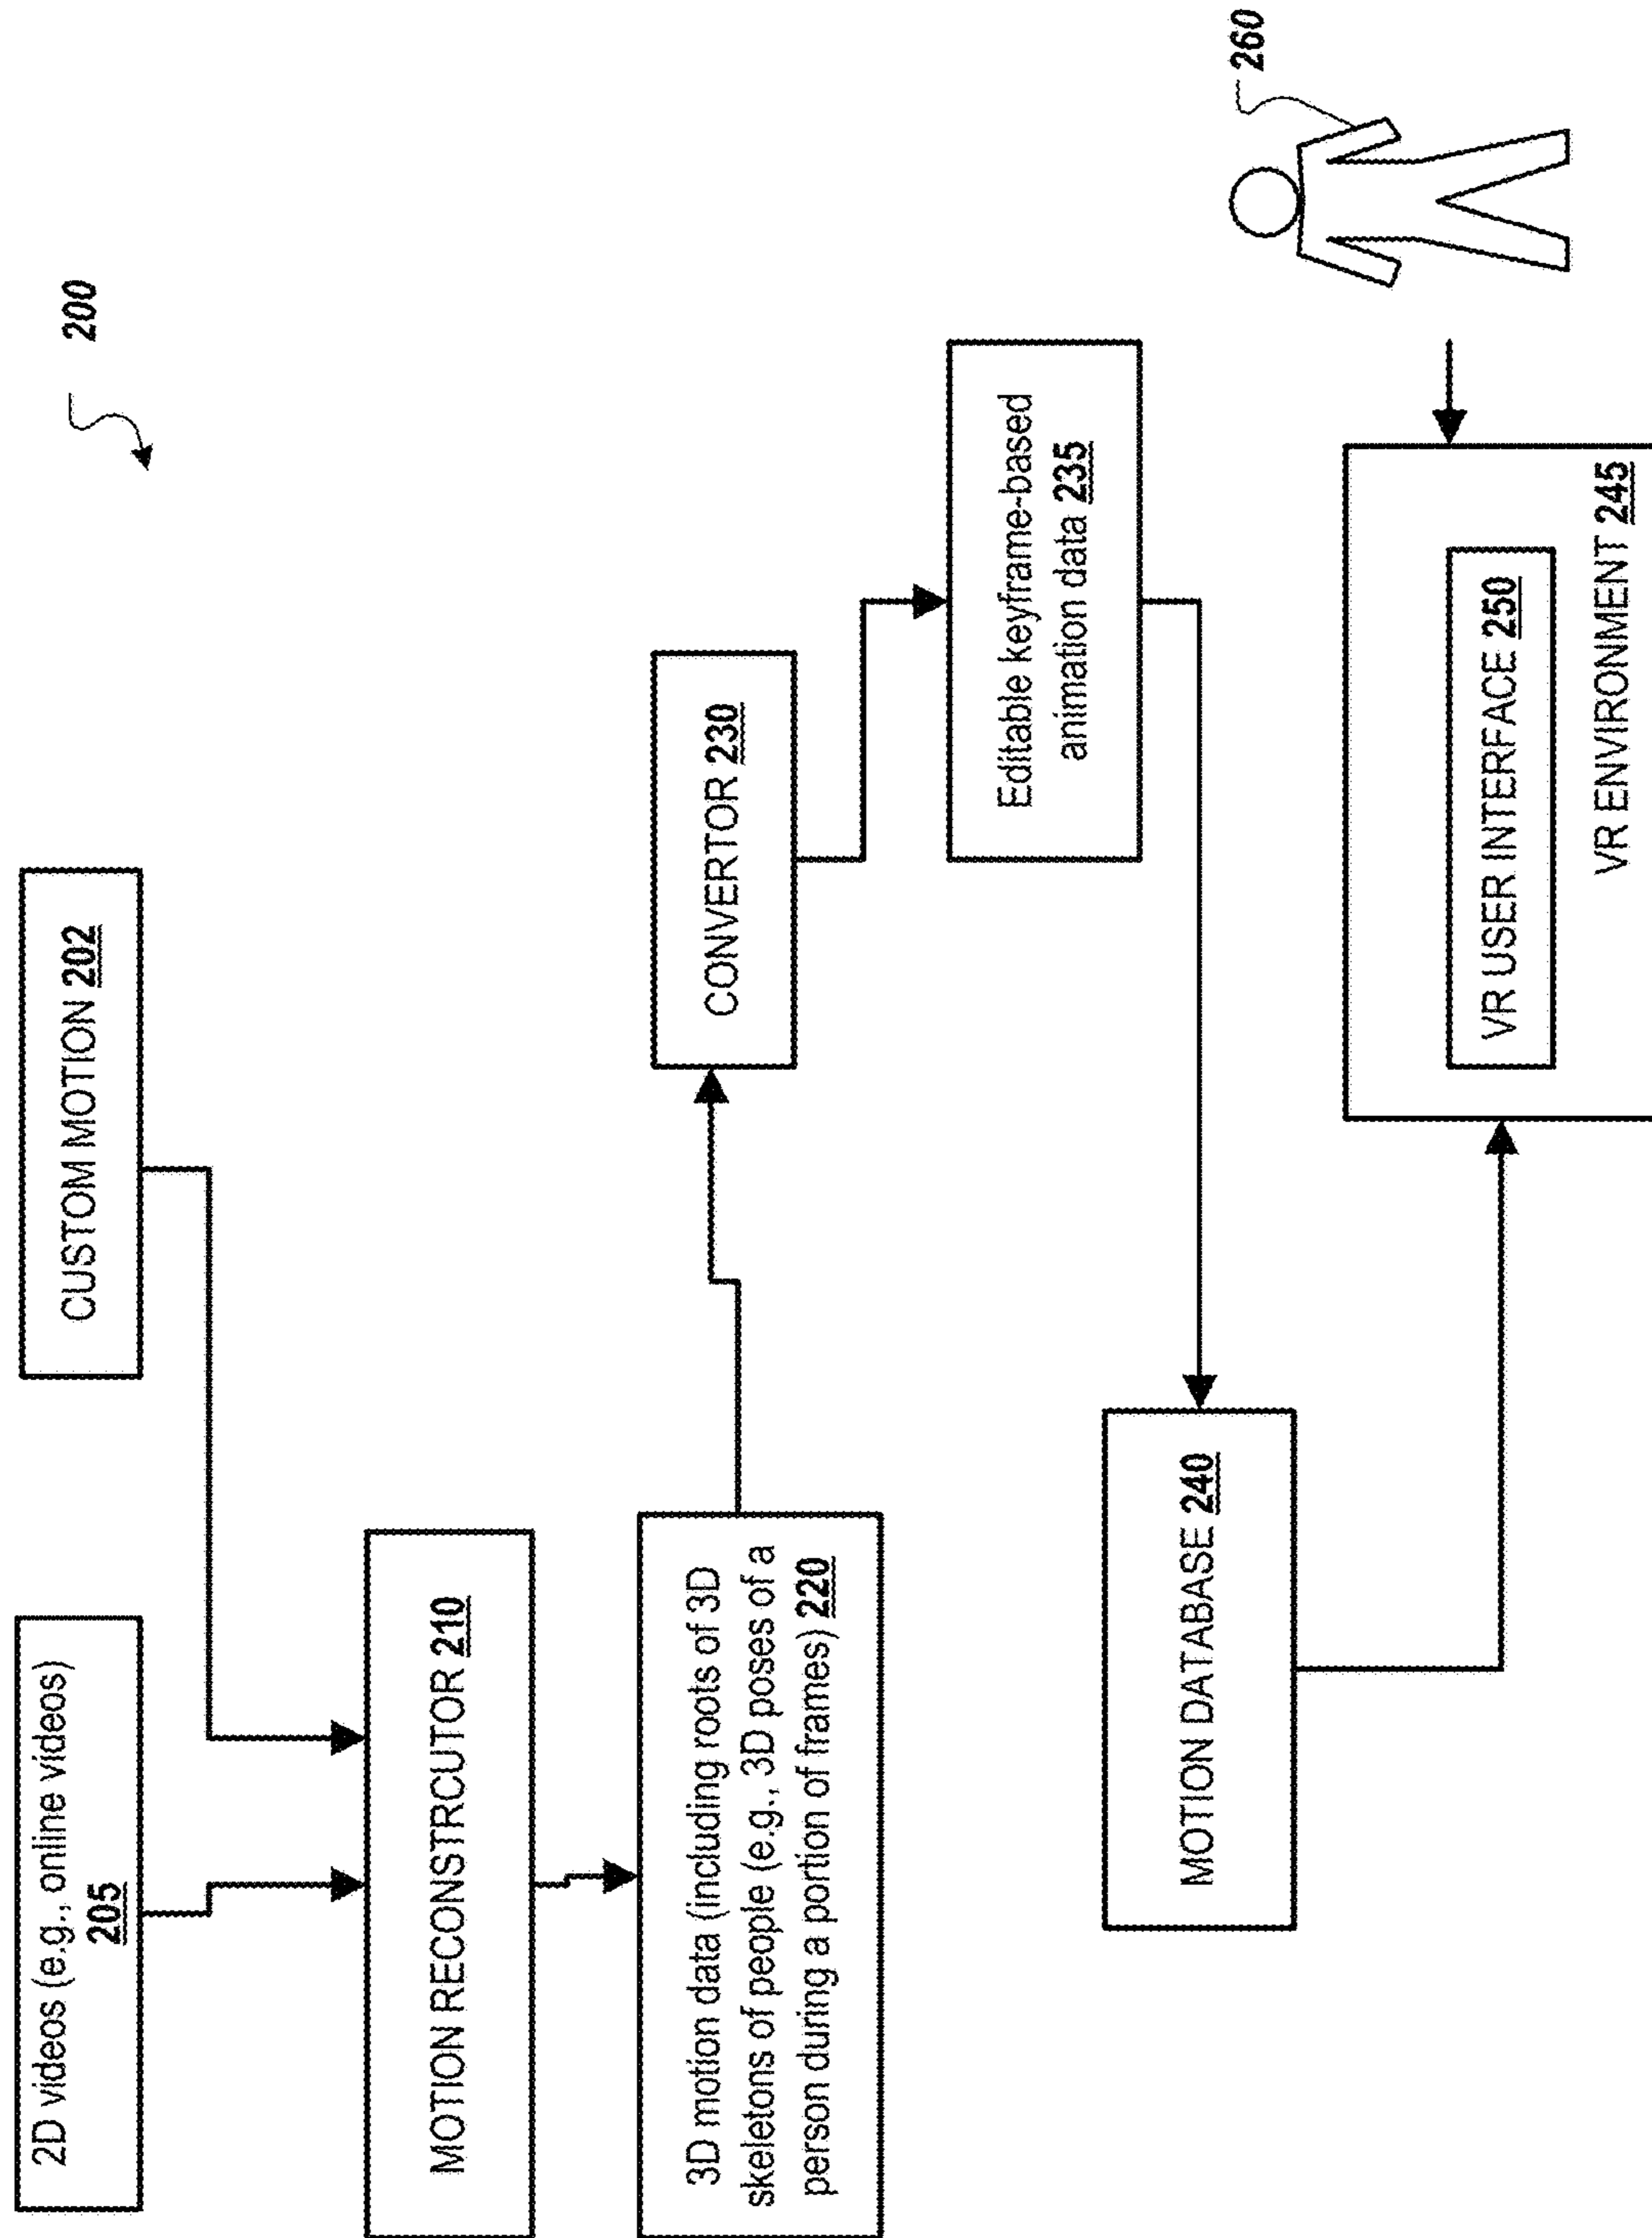 200
2D videos (e.g., online videos)
205
CUSTOM MOTION 202
MOTION RECONSTRCUTOR 210
3D motion data (including roots of 3D
skeletons of people (e.g., 3D poses of a
person during a portion of frames) 220
CONVERTOR 230
Editable keyframe-based
animation data 235
MOTION DATABASE 240
VR USER INTERFACE 250
VR ENVIRONMENT 245
260